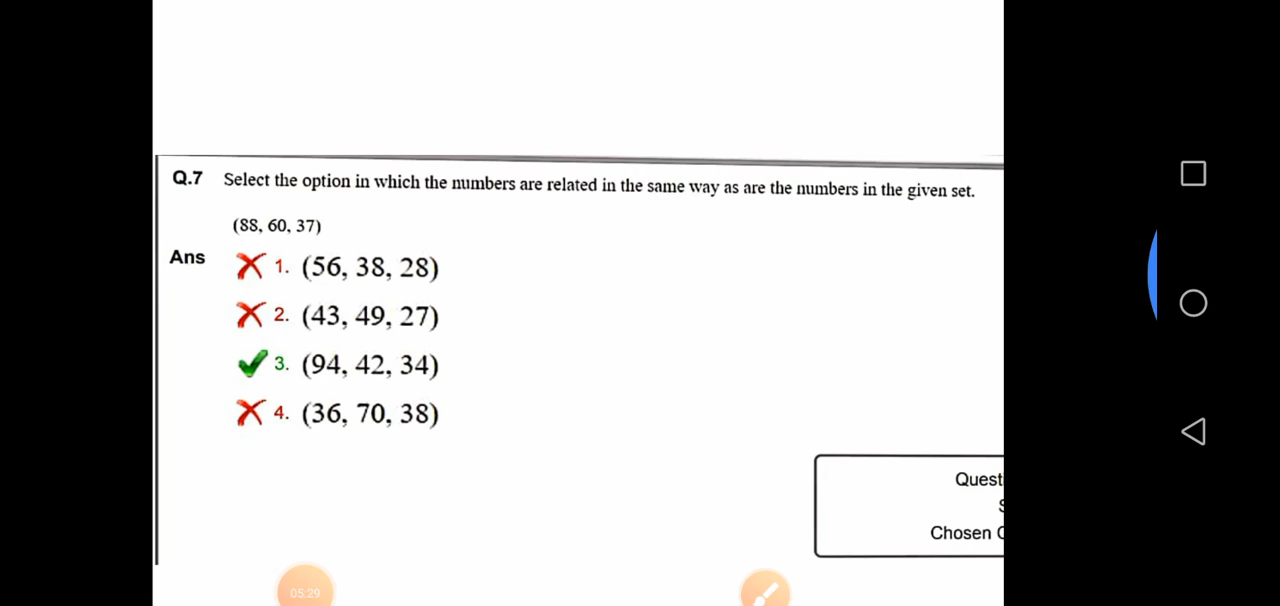 Q.7 Select the option in which the numbers are related in the same way as are the numbers in the given set.
(88, 60, 37)
Ans 1. (56, 38, 28)
2. (43, 49, 27)
3. (94, 42, 34)
4. (36, 70, 38)
Quest
S
Chosen
05:29